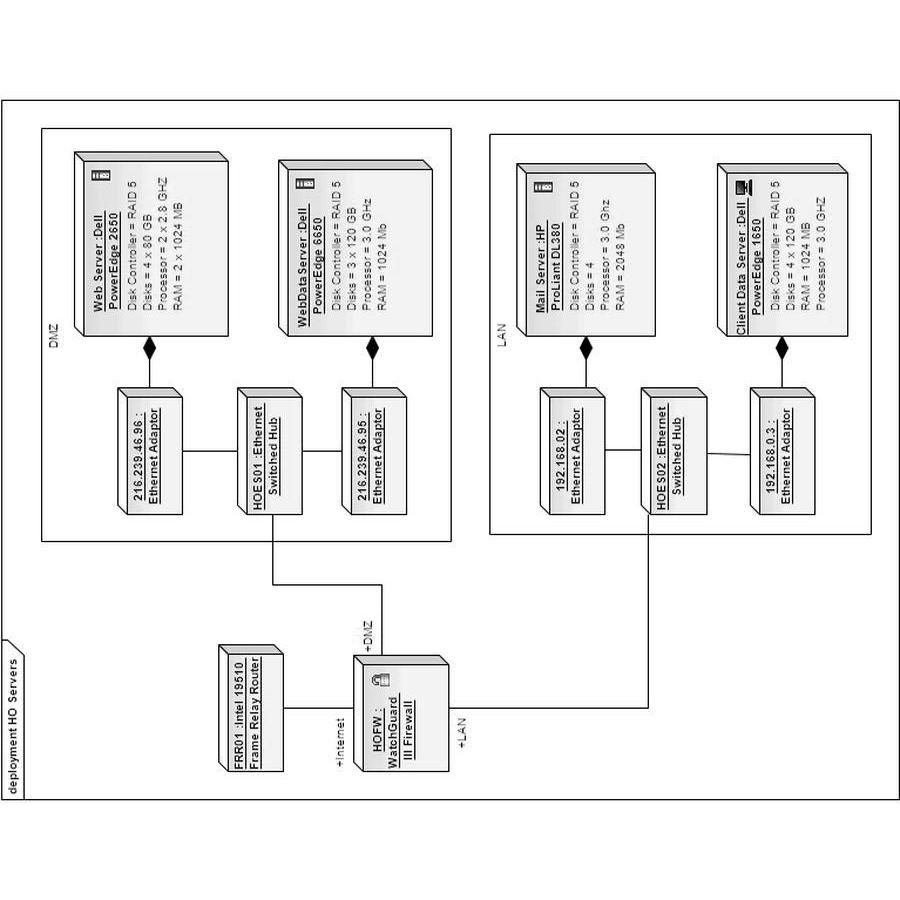 deployment HO Servers
FRR01 :Intel 19510
Frame Relay Router
+Internet
HOFW :
WatchGuard
III Firewall
+DMZ
+LAN
DMZ
216.239.46.96 :
Ethernet Adaptor
HOES01 :Ethernet
Switched Hub
216.239.46.95 :
Ethernet Adaptor
Web Server :Dell
PowerEdge 2650
Disk Controller = RAID 5
Disks = 4 x 80 GB
Processor = 2 x 2.8 GHZ
RAM = 2 x 1024 MB
WebDataServer :Dell
PowerEdge 6650
Disk Controller = RAID 5
Disks = 3 x 120 GB
Processor = 3.0 GHz
RAM = 1024 Mb
LAN
192.168.02 :
Ethernet Adaptor
HOES02 :Ethernet
Switched Hub
192.168.0.3 :
Ethernet Adaptor
Mail Server :HP
ProLiant DL380
Disk Controller = RAID 5
Disks = 4
Processor = 3.0 Ghz
RAM = 2048 Mb
Client Data Server :Dell
PowerEdge 1650
Disk Controller = RAID 5
Disks = 4 x 120 GB
RAM = 1024 MB
Processor = 3.0 GHZ